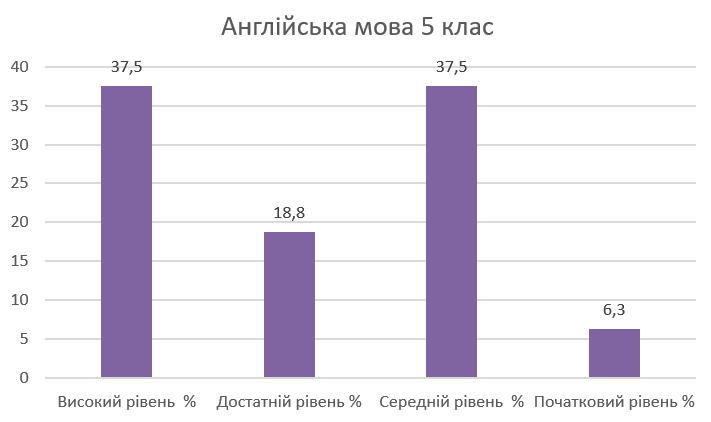 Англійська мова 5 клас
40
35
30
25
20
15
10
5
0
37,5
18,8
37,5
6,3
Високий рівень %
Достатній рівень %
Середній рівень %
Початковий рівень %